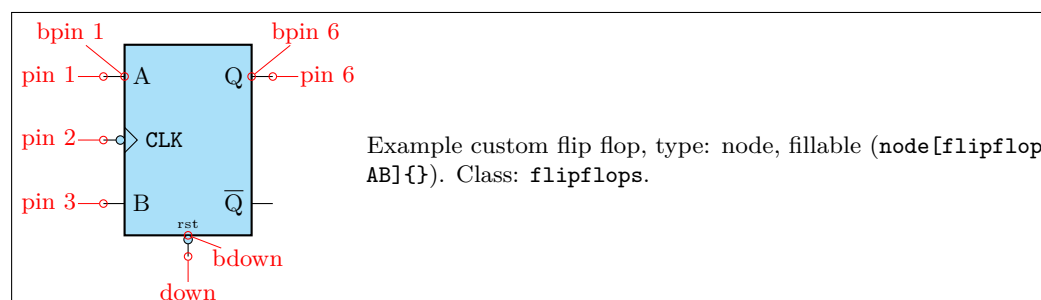 bpin 1 bpin 6
pin 1 A Q pin 6
pin 2 CLK
Example custom flip flop, type: node, fillable (node[flipflop
AB]{}). Class: flipflops.
pin 3 B Q
rst
bdown
down